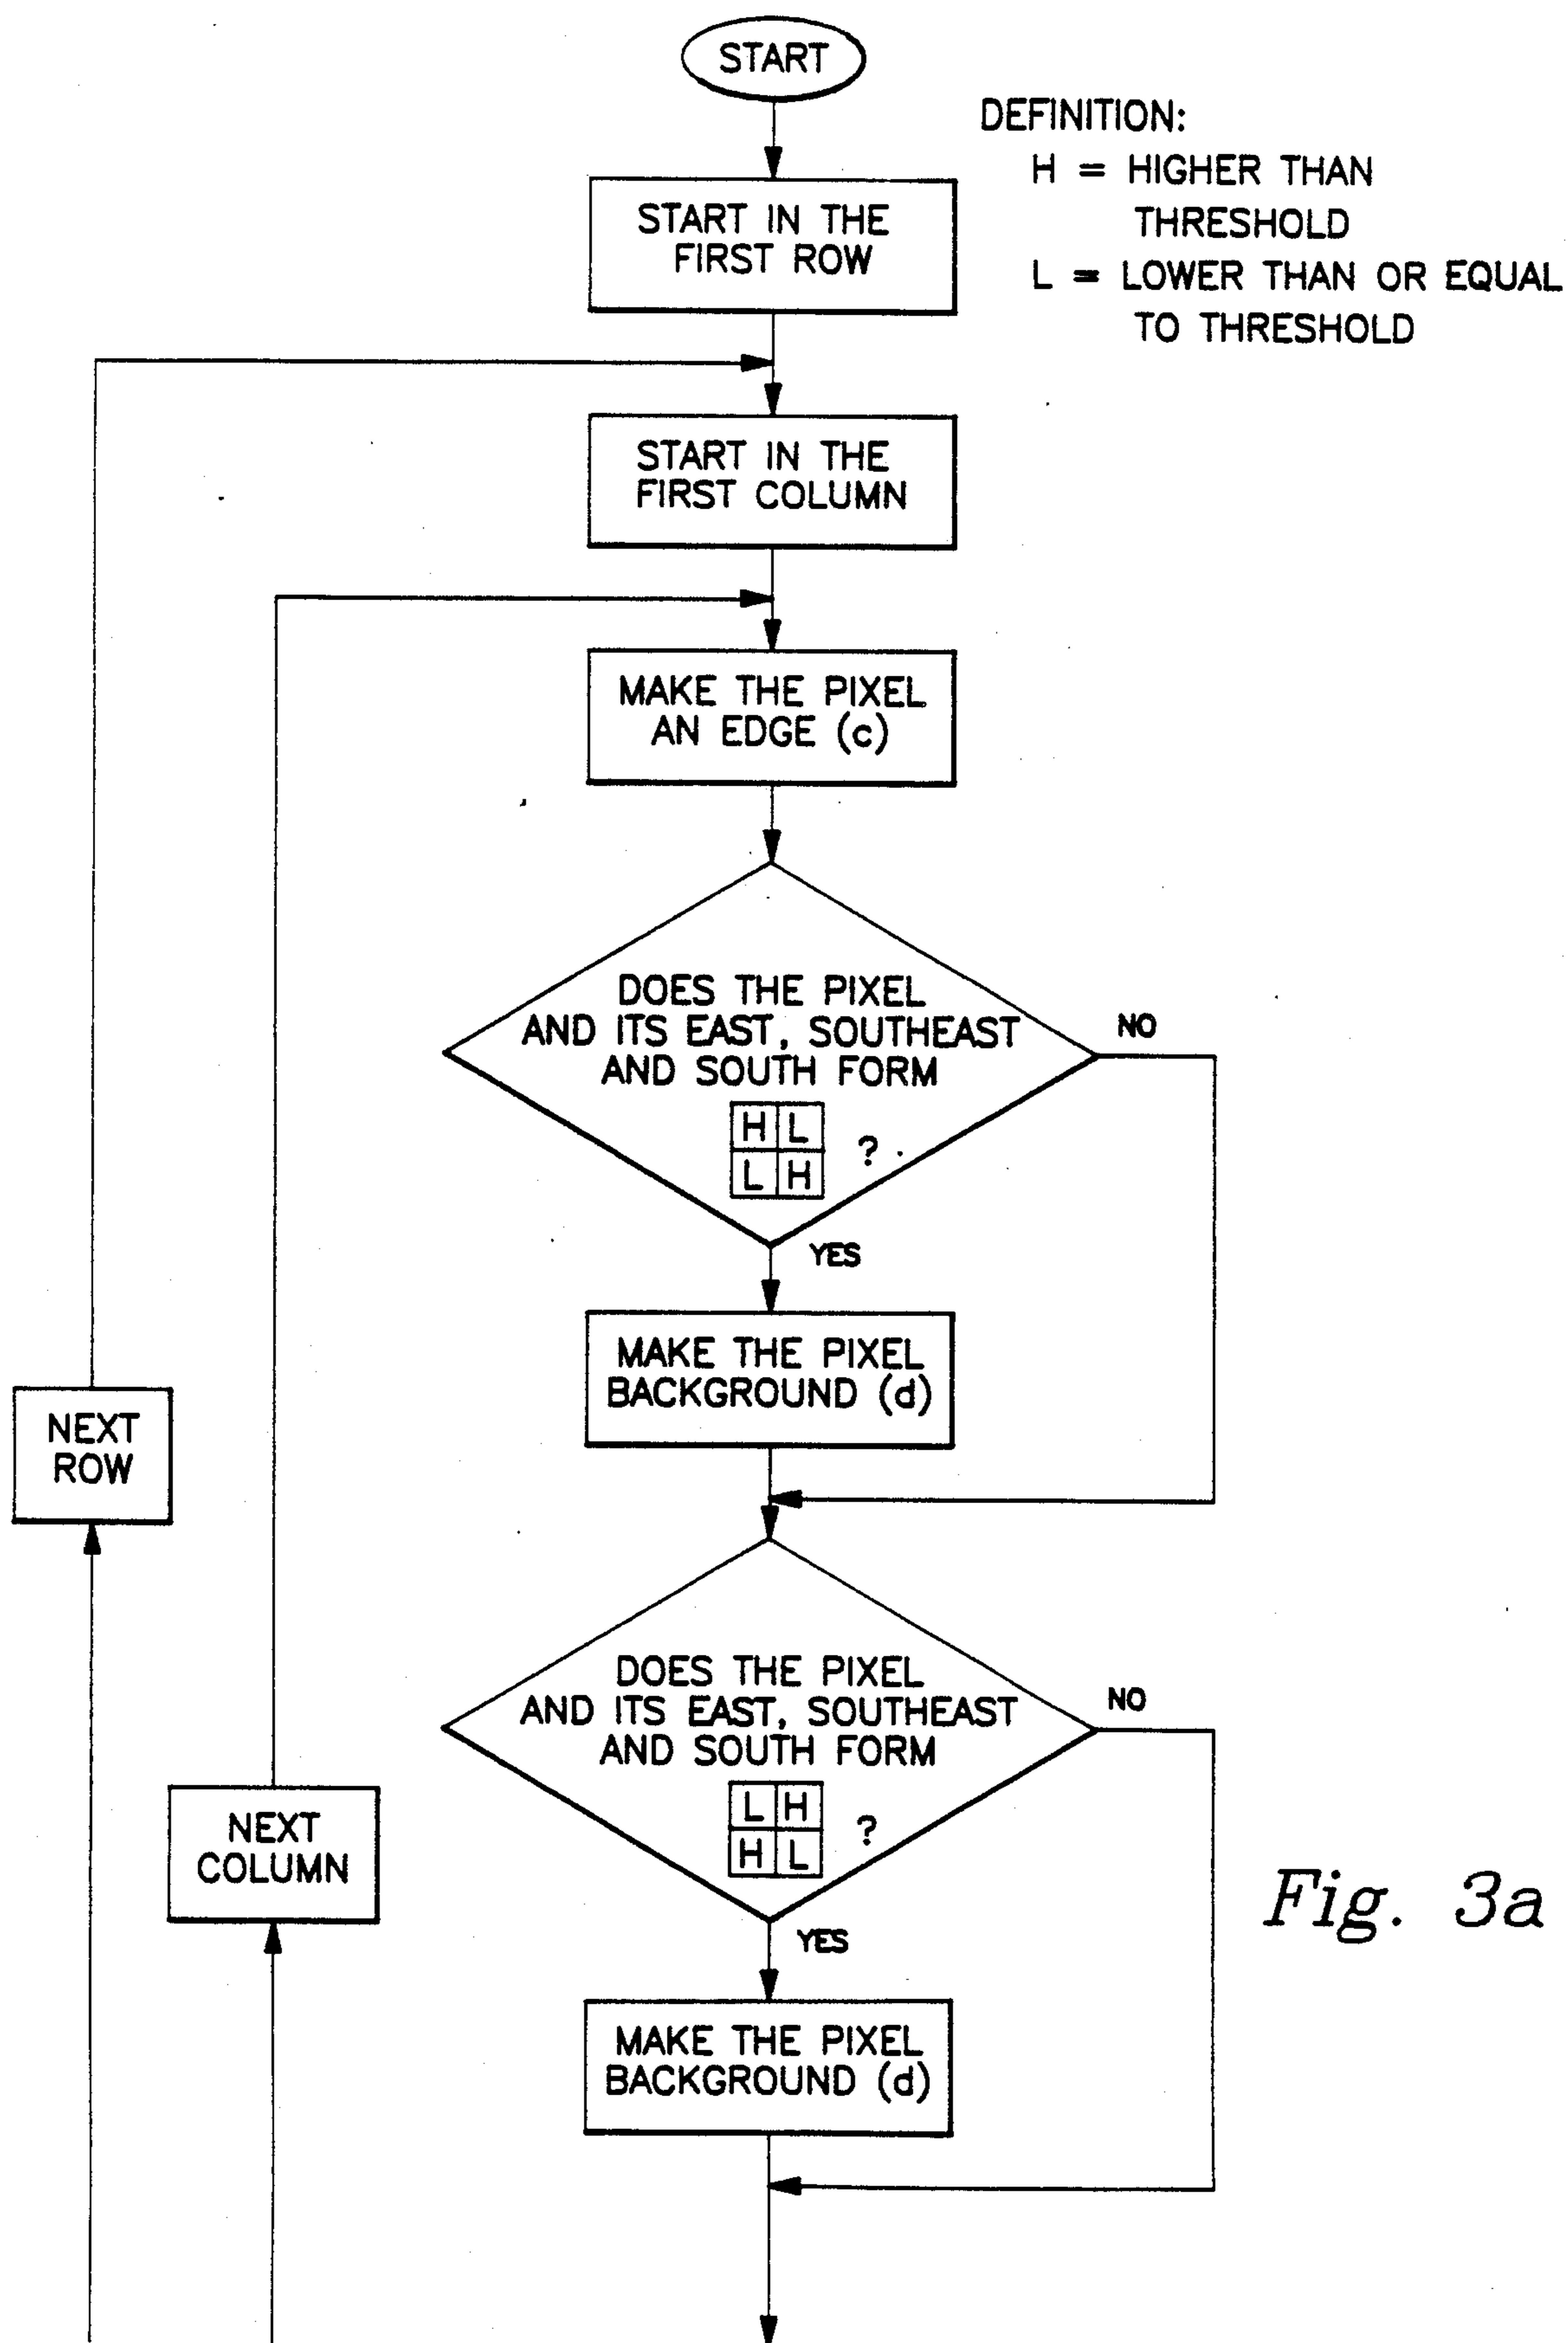 START
DEFINITION:
H = HIGHER THAN
THRESHOLD
L = LOWER THAN OR EQUAL
TO THRESHOLD
START IN THE
FIRST ROW
START IN THE
FIRST COLUMN
MAKE THE PIXEL
AN EDGE (c)
DOES THE PIXEL
AND ITS EAST, SOUTHEAST
AND SOUTH FORM
H L
L H
?
NO
YES
MAKE THE PIXEL
BACKGROUND (d)
NEXT
ROW
DOES THE PIXEL
AND ITS EAST, SOUTHEAST
AND SOUTH FORM
L H
H L
?
NO
YES
NEXT
COLUMN
MAKE THE PIXEL
BACKGROUND (d)
Fig. 3a